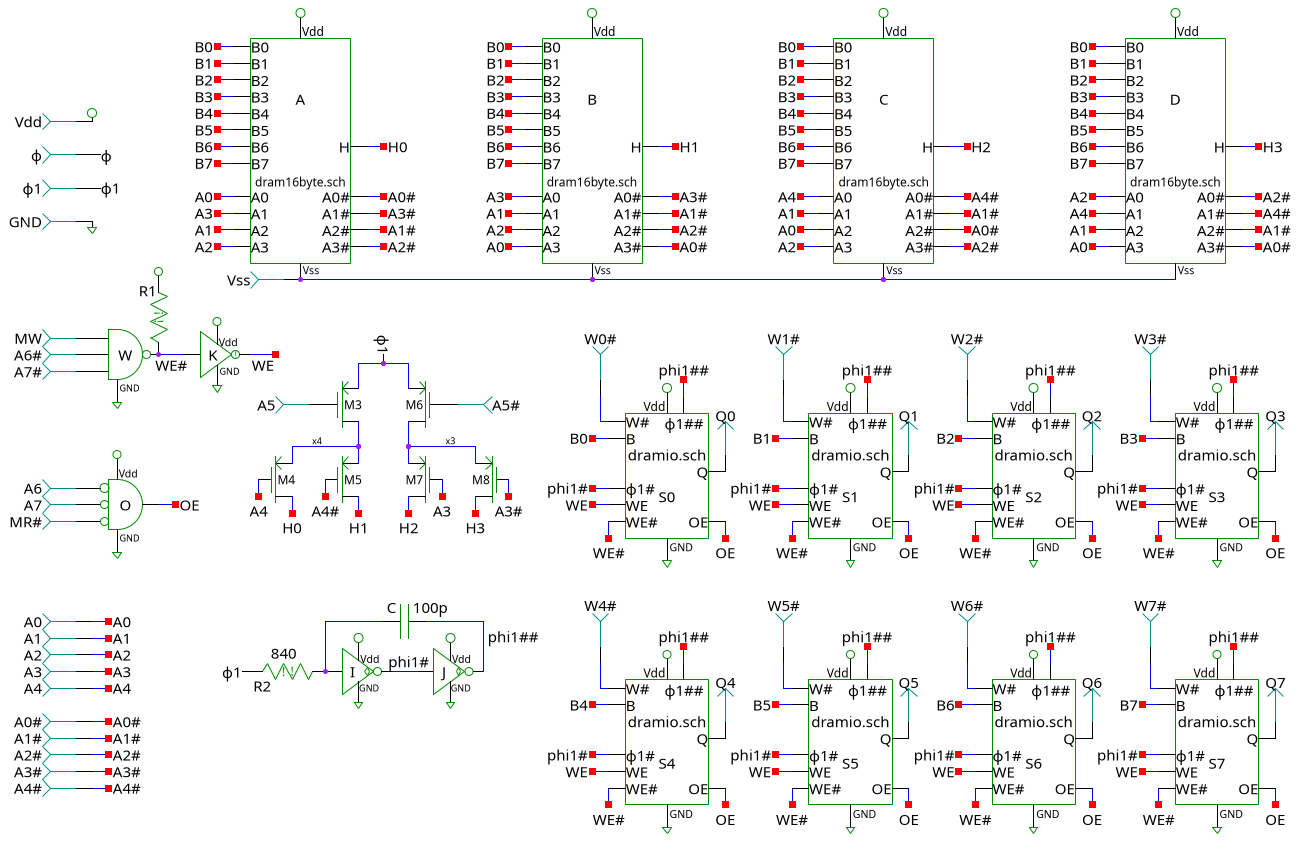 Vdd Vdd Vdd Vdd
B0 B0 B0 B0 B0 B0 B0 B0
B1 B1 B1 B1 B1 B1 B1 B1
B2 B2 B2 B2 B2 B2 B2 B2
B3 B3 B3 B3 B3 B3 B3 B3
A B C D
B4 B4 B4 B4 B4 B4 B4 B4
Vdd
B5 B5 B5 B5 B5 B5 B5 B5
B6 B6 H H0 B6 B6 H H1 B6 B6 H H2 B6 B6 H H3
ϕ ϕ
B7 B7 B7 B7 B7 B7 B7 B7
dram16byte.sch dram16byte.sch dram16byte.sch dram16byte.sch
ϕ1 ϕ1
A0 A0 A0# A0# A3 A0 A0# A3# A4 A0 A0# A4# A2 A0 A0# A2#
A3 A1 A1# A3# A1 A1 A1# A1# A1 A1 A1# A1# A4 A1 A1# A4#
GND
A1 A2 A2# A1# A2 A2 A2# A2# A0 A2 A2# A0# A1 A2 A2# A1#
A2 A3 A3# A2# A0 A3 A3# A0# A2 A3 A3# A2# A0 A3 A3# A0#
Vss Vss Vss Vss
Vss
R1
MW
A6# W WE# K Vdd WE
A7#
GND GND
ϕ1
A5 M3 M6 A5#
x4 x3
M4 M5 M7 M8
A4 A4# A3 A3#
H0 H1 H2 H3
W0# W1# W2# W3#
phi1## phi1## phi1## phi1##
Vdd Vdd Vdd Vdd
W# ϕ1## Q0 W# ϕ1## Q1 W# ϕ1## Q2 W# ϕ1## Q3
B0 B B1 B B2 B B3 B
dramio.sch dramio.sch dramio.sch dramio.sch
Q Q Q Q
phi1# ϕ1# phi1# ϕ1# phi1# ϕ1# phi1# ϕ1#
WE WE S0 WE WE S1 WE WE S2 WE WE S3
WE# OE WE# OE WE# OE WE# OE
GND GND GND GND
WE# OE WE# OE WE# OE WE# OE
Vdd
A6
A7 O OE
MR#
GND
A0 A0
A1 A1
A2 A2
A3 A3
A4 A4
A0# A0#
A1# A1#
A2# A2#
A3# A3#
A4# A4#
C 100p
phi1##
840
Vdd Vdd
ϕ1 I phi1# J
R2 GND GND
W4# W5# W6# W7#
phi1## phi1## phi1## phi1##
Vdd Vdd Vdd Vdd
W# ϕ1## Q4 W# ϕ1## Q5 W# ϕ1## Q6 W# ϕ1## Q7
B4 B B5 B B6 B B7 B
dramio.sch dramio.sch dramio.sch dramio.sch
Q Q Q Q
phi1# ϕ1# phi1# ϕ1# phi1# ϕ1# phi1# ϕ1#
WE WE S4 WE WE S5 WE WE S6 WE WE S7
WE# OE WE# OE WE# OE WE# OE
GND GND GND GND
WE# OE WE# OE WE# OE WE# OE